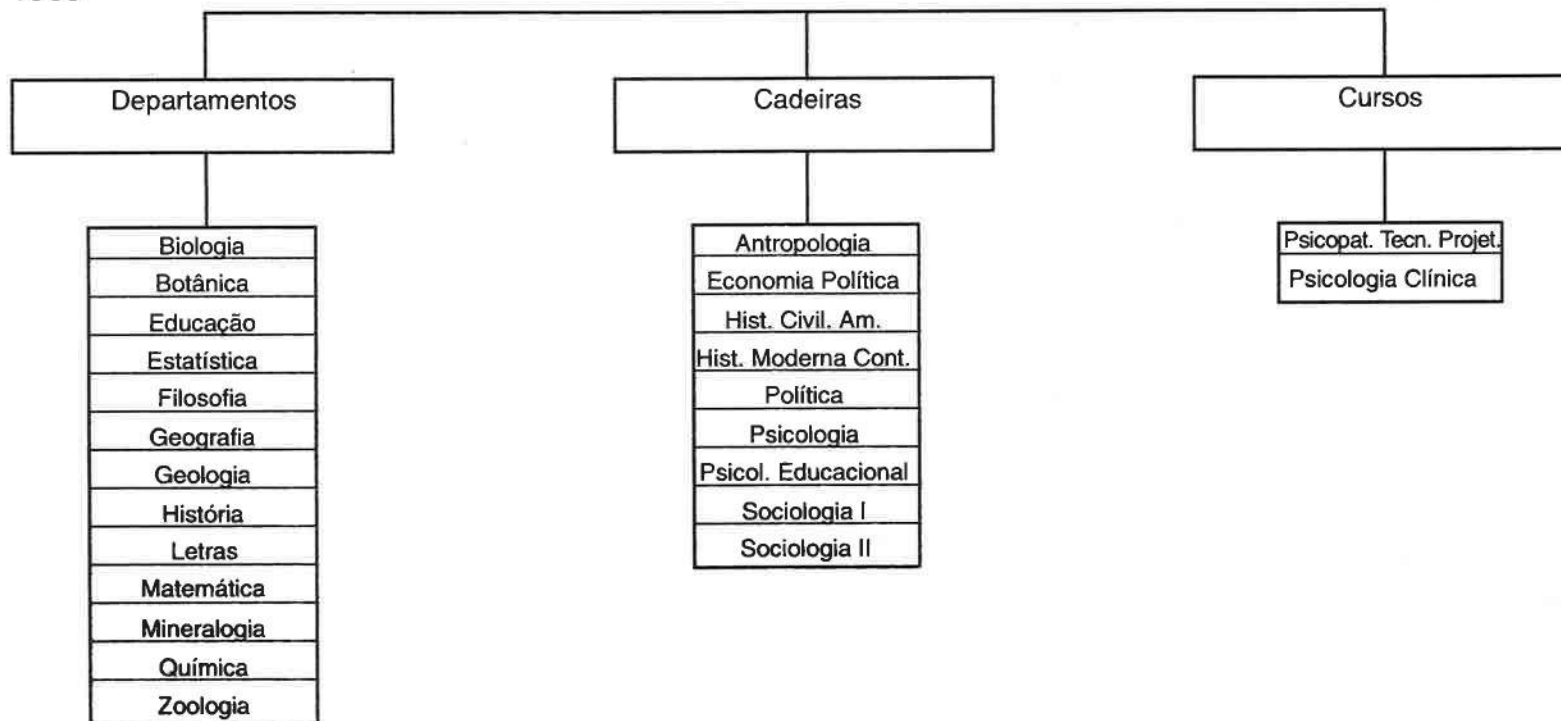 Departamentos
Biologia
Botânica
Educação
Estatística
Filosofia
Geografia
Geologia
História
Letras
Matemática
Mineralogia
Química
Zoologia
Cadeiras
Antropologia
Economia Política
Hist. Civil. Am.
Hist. Moderna Cont.
Política
Psicologia
Psicol. Educacional
Sociologia I
Sociologia II
Cursos
Psicopat. Tecn. Projet.
Psicologia Clínica